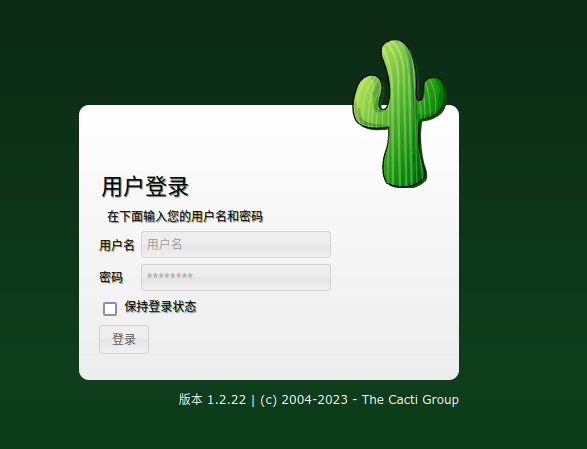 用户登录
在下面输入您的用户名和密码
用户名 用户名
密码 ********
保持登录状态
登录
版本 1.2.22 | (c) 2004-2023 - The Cacti Group